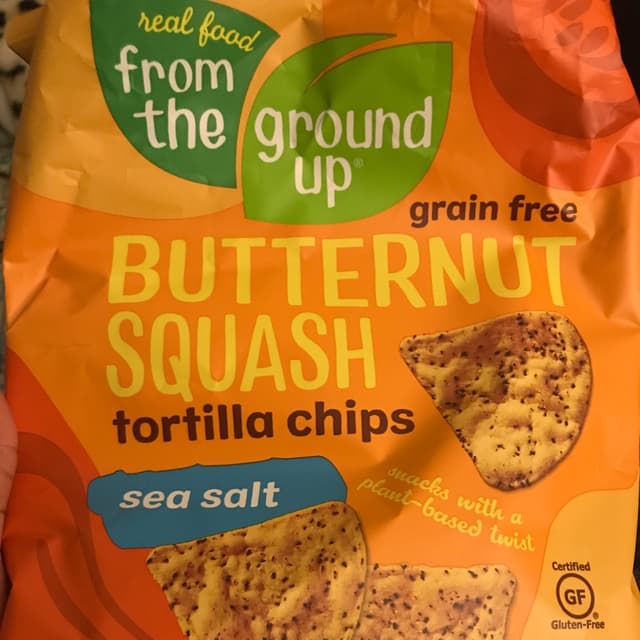 real food
from
the
ground
up®
grain free
BUTTERNUT
SQUASH
tortilla chips
sea salt
snacks with a
plant-based twist
Certified
GF
®
Gluten-Free